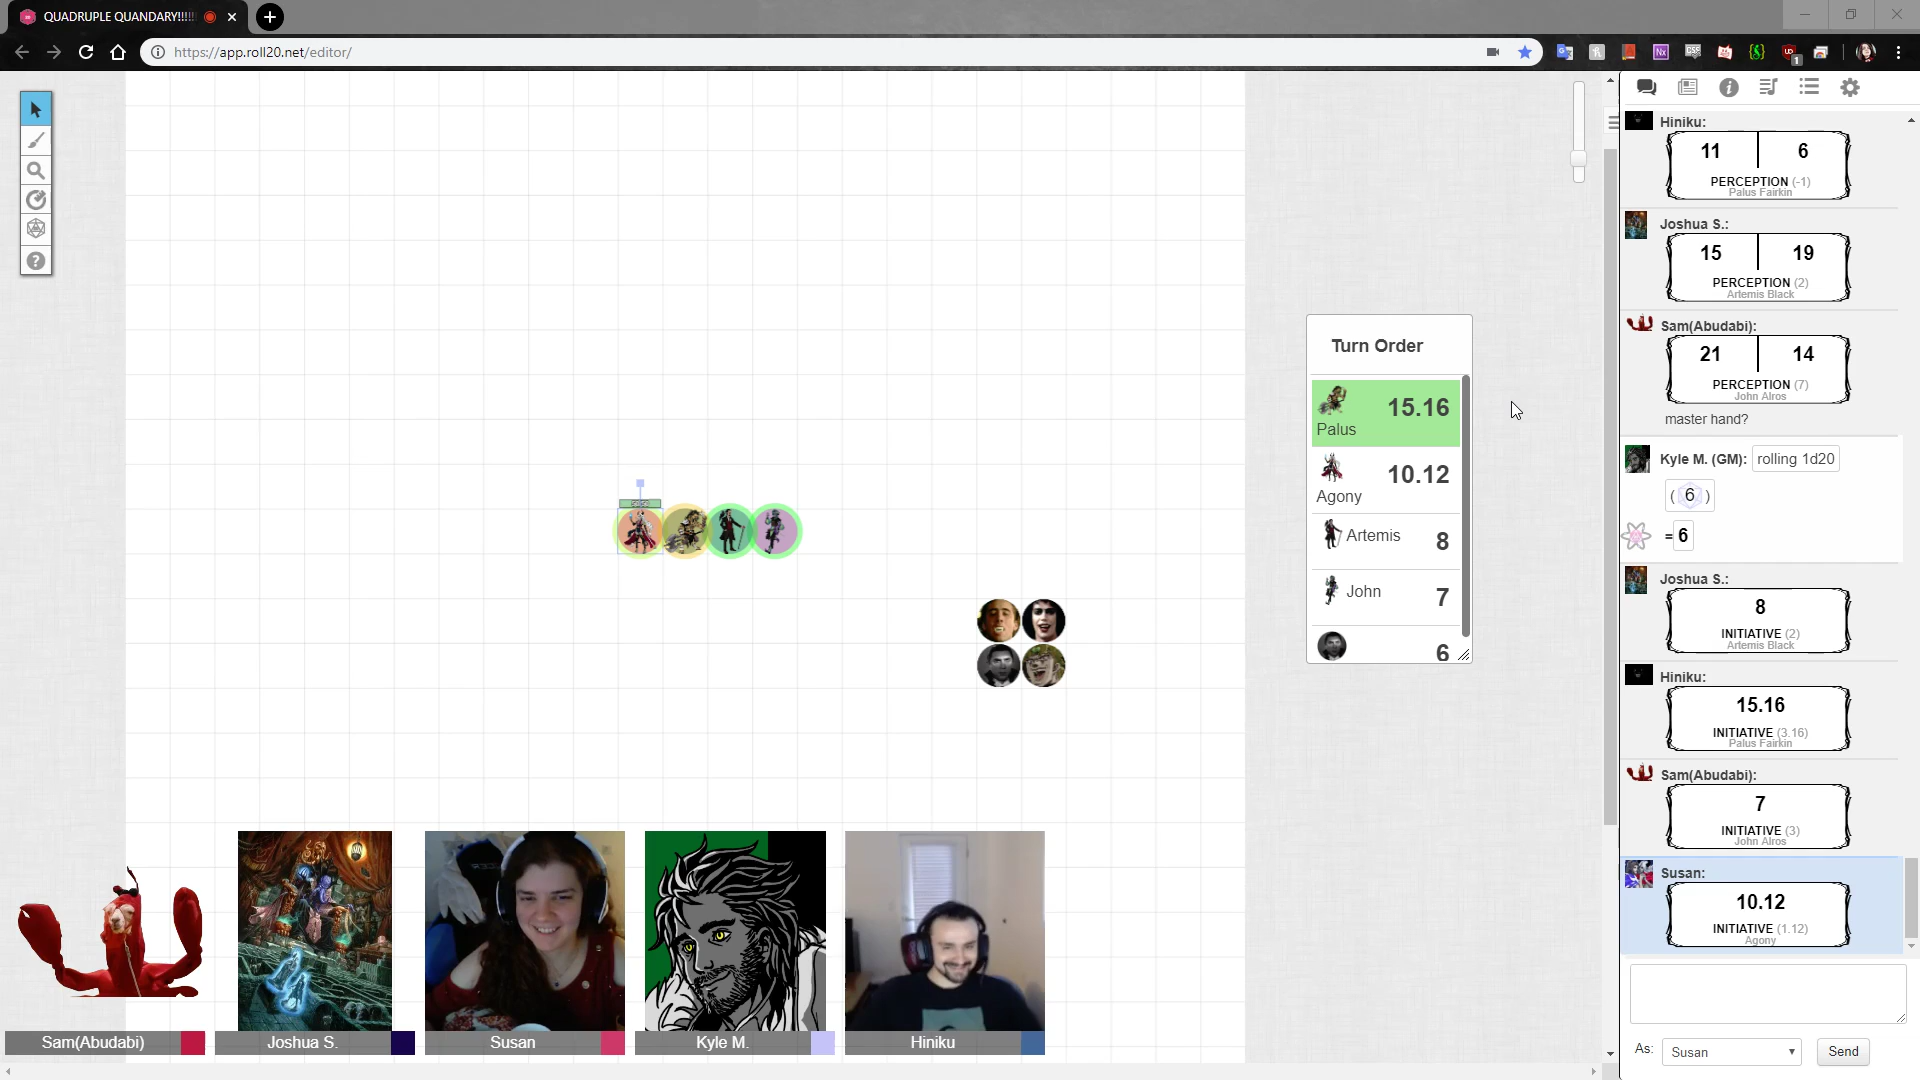 QUADRUPLE QUANDARY!!!!!
https://app.roll20.net/editor/
Hiniku:
11 6
PERCEPTION (-1)
Palus Fairkin
Joshua S.:
15 19
PERCEPTION (2)
Artemis Black
Sam(Abudabi):
21 14
PERCEPTION (7)
John Alros
master hand?
Kyle M. (GM): rolling 1d20
( 6 )
= 6
Joshua S.:
8
INITIATIVE (2)
Artemis Black
Hiniku:
15.16
INITIATIVE (3.16)
Palus Fairkin
Sam(Abudabi):
7
INITIATIVE (3)
John Alros
Susan:
10.12
INITIATIVE (1.12)
Agony
As: Susan Send
Turn Order
15.16
Palus
10.12
Agony
Artemis 8
John 7
6
Sam(Abudabi)
Joshua S.
Susan
Kyle M.
Hiniku